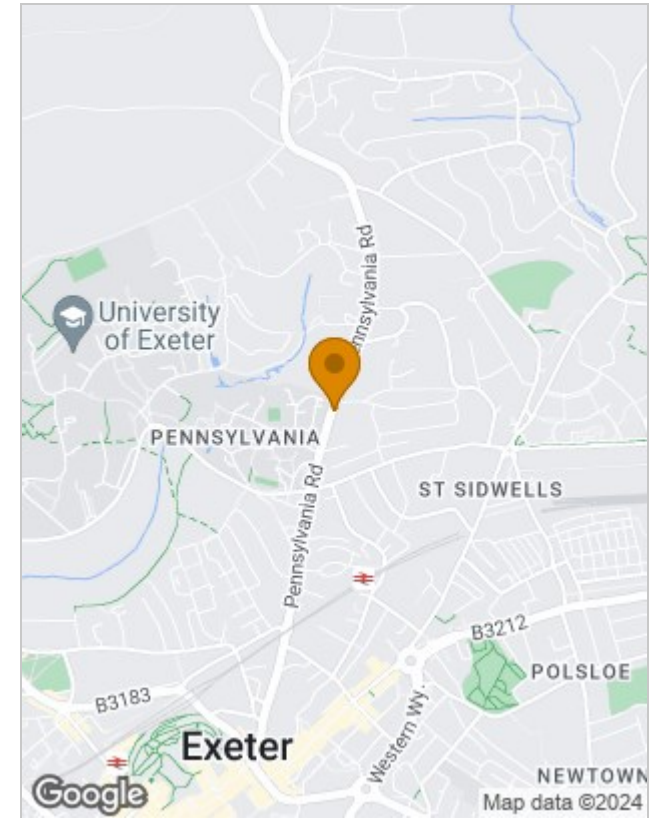 Pennsylvania Rd
University
of Exeter
PENNSYLVANIA
ST SIDWELLS
Pennsylvania Rd
B3212
POLSLOE
B3183
Western Wy.
Exeter
NEWTOWN
Google
Map data ©2024